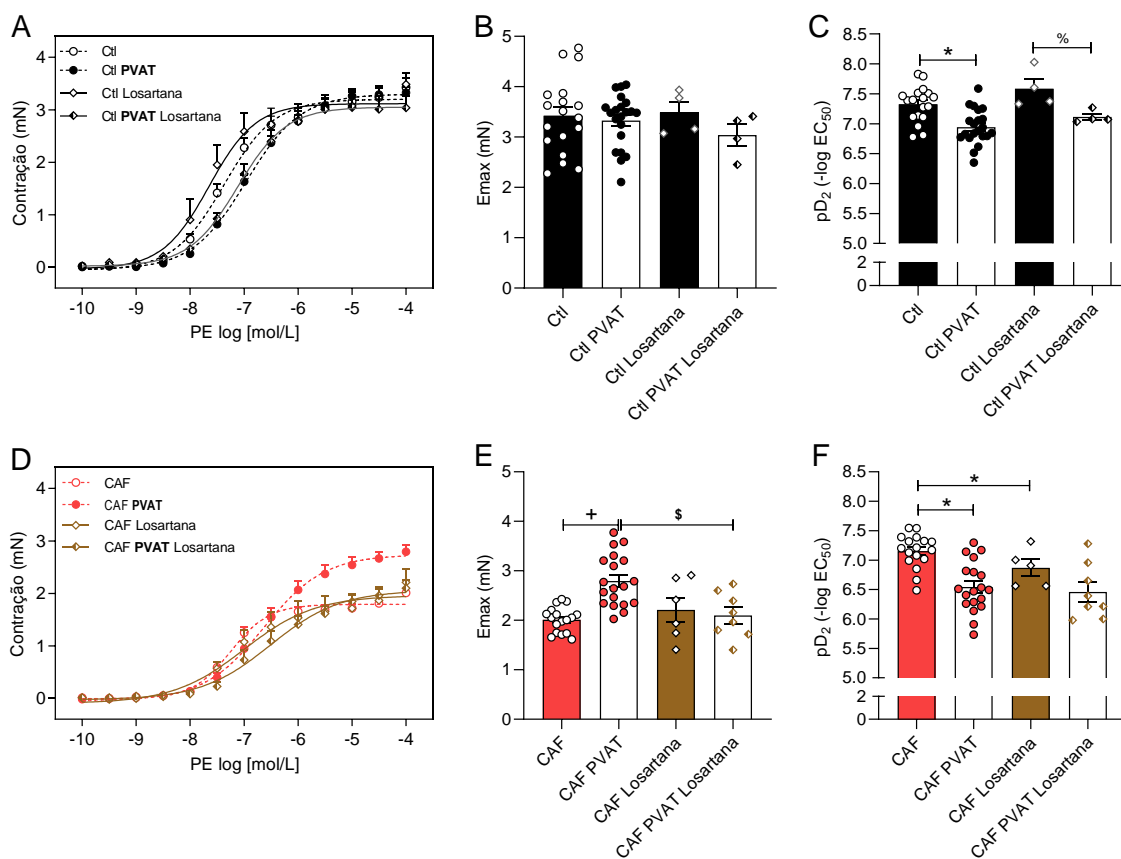 A
Ctl
Ctl PVAT
Ctl Losartana
Ctl PVAT Losartana
Contração (mN)
4
3
2
1
0
-10
-9
-8
-7
-6
-5
-4
PE log [mol/L]
B
Emax (mN)
5
4
3
2
1
0
Ctl
Ctl PVAT
Ctl Losartana
Ctl PVAT Losartana
C
pD2 (-log EC50)
8.5
8.0
7.5
7.0
6.5
6.0
5.5
5.0
2
0
*
%
Ctl
Ctl PVAT
Ctl Losartana
Ctl PVAT Losartana
D
CAF
CAF PVAT
CAF Losartana
CAF PVAT Losartana
Contração (mN)
4
3
2
1
0
-10
-9
-8
-7
-6
-5
-4
PE log [mol/L]
E
Emax (mN)
5
4
3
2
1
0
+
$
CAF
CAF PVAT
CAF Losartana
CAF PVAT Losartana
F
pD2 (-log EC50)
8.5
8.0
7.5
7.0
6.5
6.0
5.5
5.0
2
0
*
*
CAF
CAF PVAT
CAF Losartana
CAF PVAT Losartana